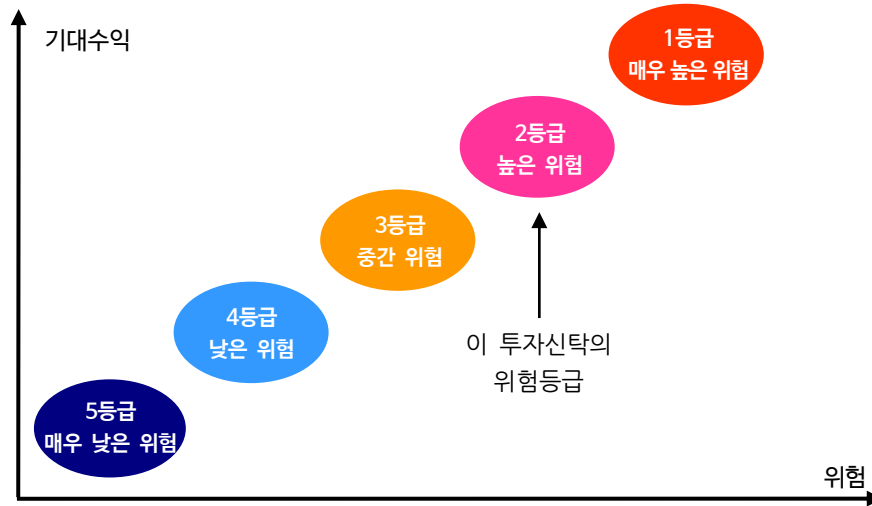 기대수익
1등급
매우 높은 위험
2등급
높은 위험
3등급
중간 위험
4등급
낮은 위험
이 투자신탁의
위험등급
5등급
매우 낮은 위험
위험